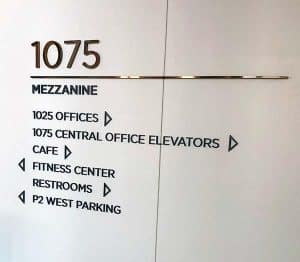 1075
MEZZANINE
1025 OFFICES
1075 CENTRAL OFFICE ELEVATORS
CAFE
FITNESS CENTER
RESTROOMS
P2 WEST PARKING